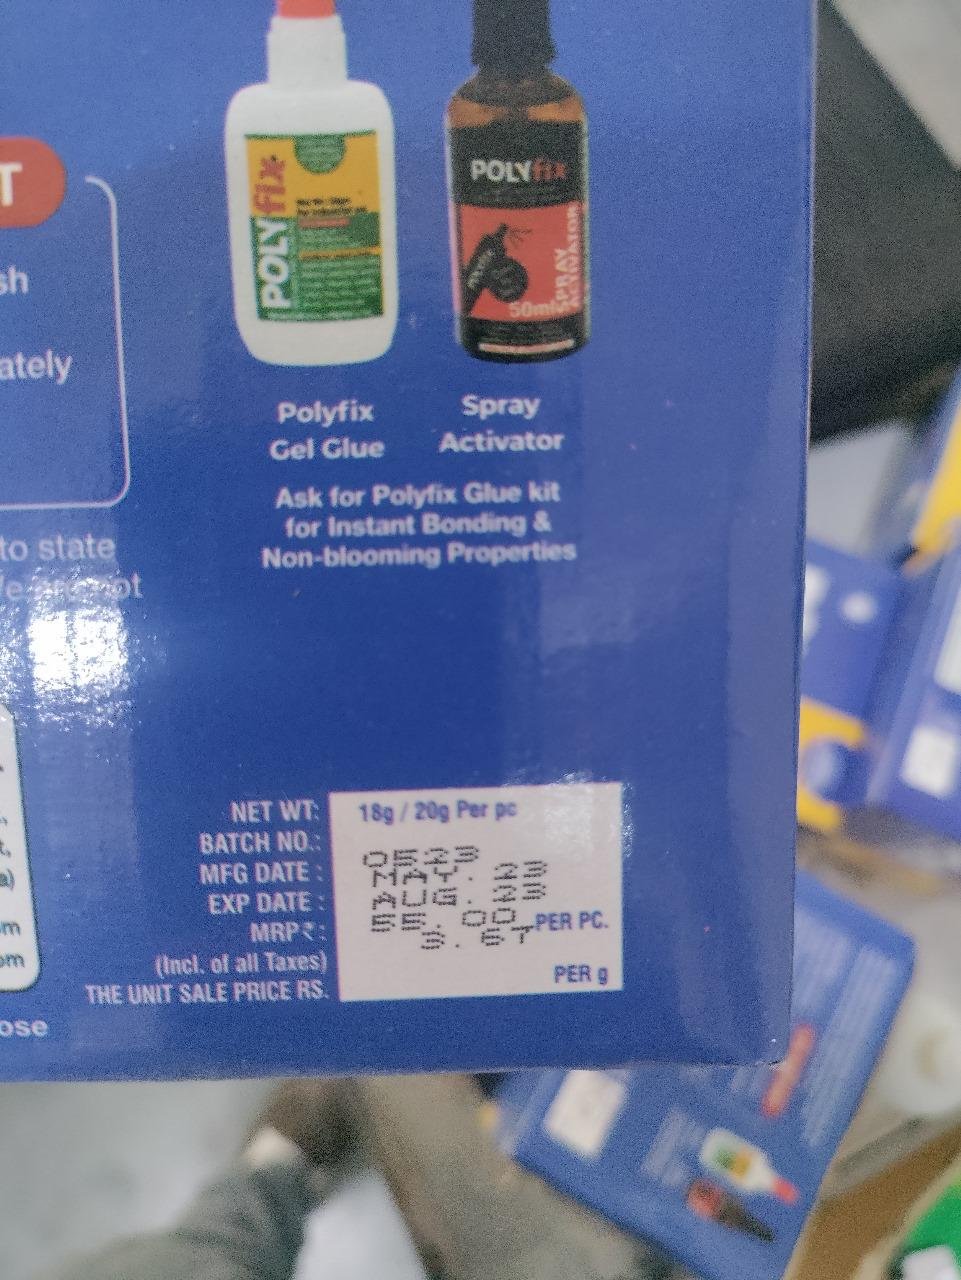 T
sh
ately
to state
POLYfix
POLYfix
SPRAY ACTIVATOR
50ml
Polyfix
Gel Glue
Spray
Activator
Ask for Polyfix Glue kit
for Instant Bonding &
Non-blooming Properties
NET WT: 18g / 20g Per pc
BATCH NO.: 0523
MFG DATE : MAY. 23
EXP DATE : AUG. 23
MRP₹: 55.00 PER PC.
(Incl. of all Taxes) 3.67
THE UNIT SALE PRICE RS. PER g
a)
om
om
ose